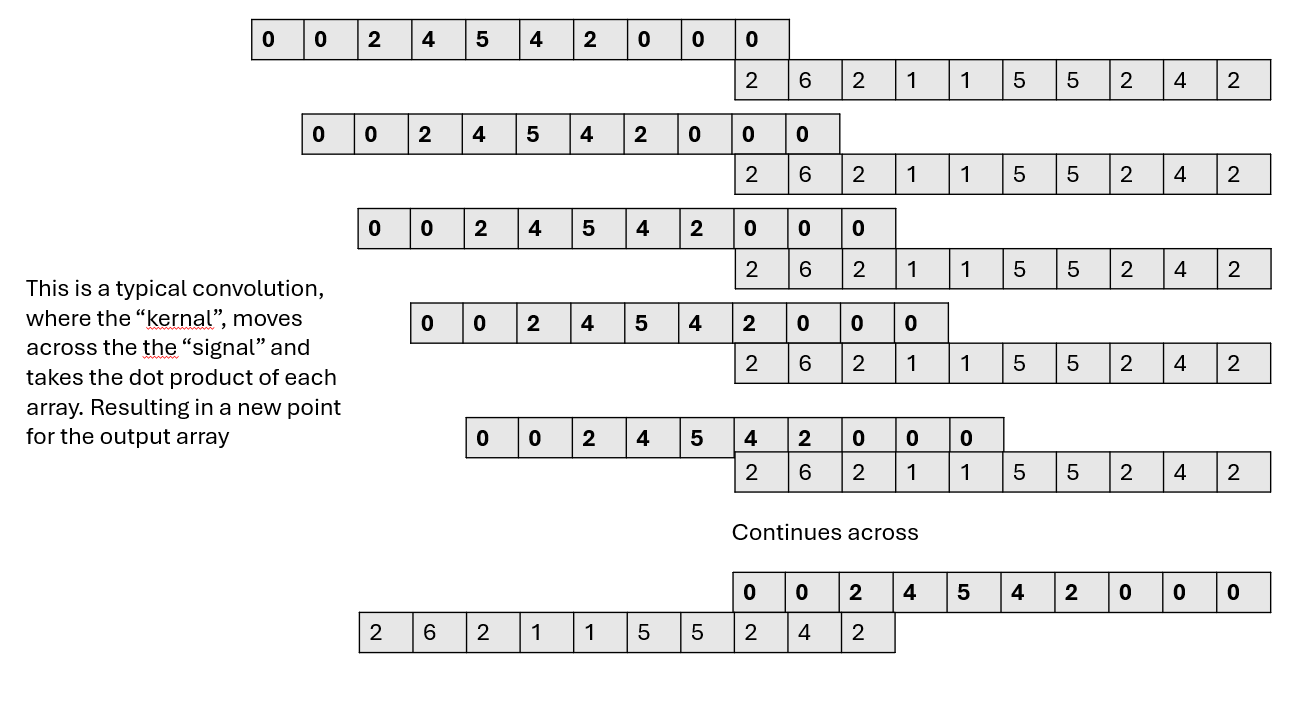 0 0 2 4 5 4 2 0 0 0
2 6 2 1 1 5 5 2 4 2
0 0 2 4 5 4 2 0 0 0
2 6 2 1 1 5 5 2 4 2
0 0 2 4 5 4 2 0 0 0
2 6 2 1 1 5 5 2 4 2
This is a typical convolution,
where the “kernal”, moves
across the the “signal” and
takes the dot product of each
array. Resulting in a new point
for the output array
0 0 2 4 5 4 2 0 0 0
2 6 2 1 1 5 5 2 4 2
0 0 2 4 5 4 2 0 0 0
2 6 2 1 1 5 5 2 4 2
Continues across
0 0 2 4 5 4 2 0 0 0
2 6 2 1 1 5 5 2 4 2